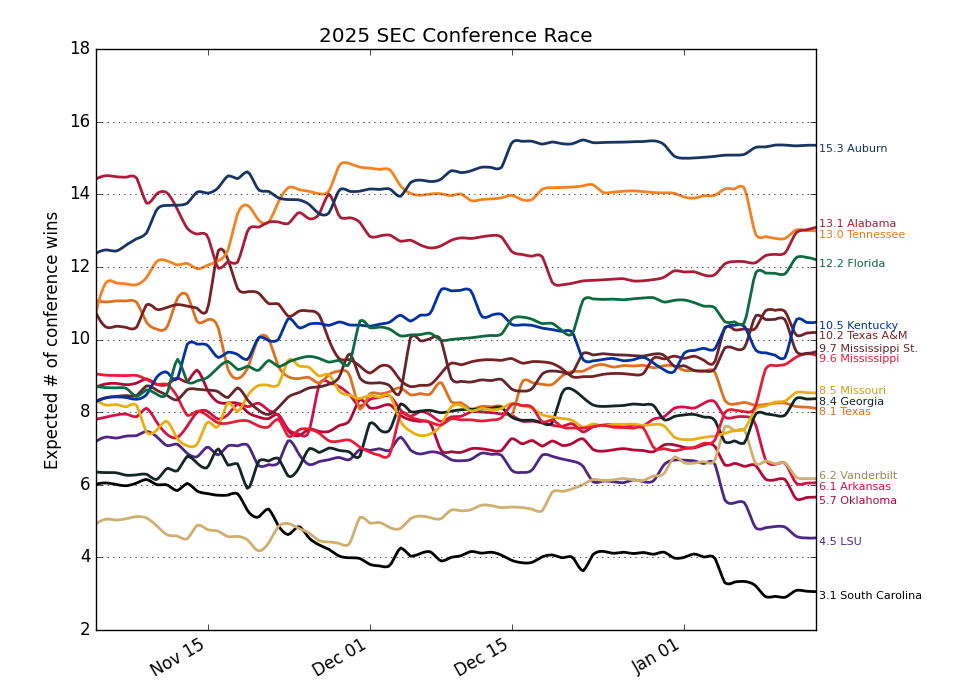 2025 SEC Conference Race
Expected # of conference wins
18
16
14
12
10
8
6
4
2
15.3 Auburn
13.1 Alabama
13.0 Tennessee
12.2 Florida
10.5 Kentucky
10.2 Texas A&M
9.7 Mississippi St.
9.6 Mississippi
8.5 Missouri
8.4 Georgia
8.1 Texas
6.2 Vanderbilt
6.1 Arkansas
5.7 Oklahoma
4.5 LSU
3.1 South Carolina
Nov 15
Dec 01
Dec 15
Jan 01